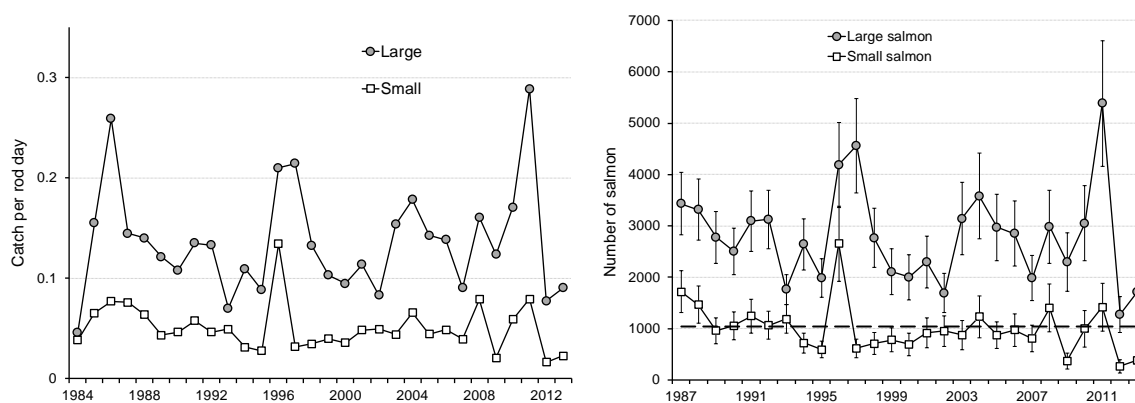 Catch per rod day
0.3
0.2
0.1
0
Large
Small
1984 1988 1992 1996 2000 2004 2008 2012
Number of salmon
7000
6000
5000
4000
3000
2000
1000
0
Large salmon
Small salmon
1987 1991 1995 1999 2003 2007 2011